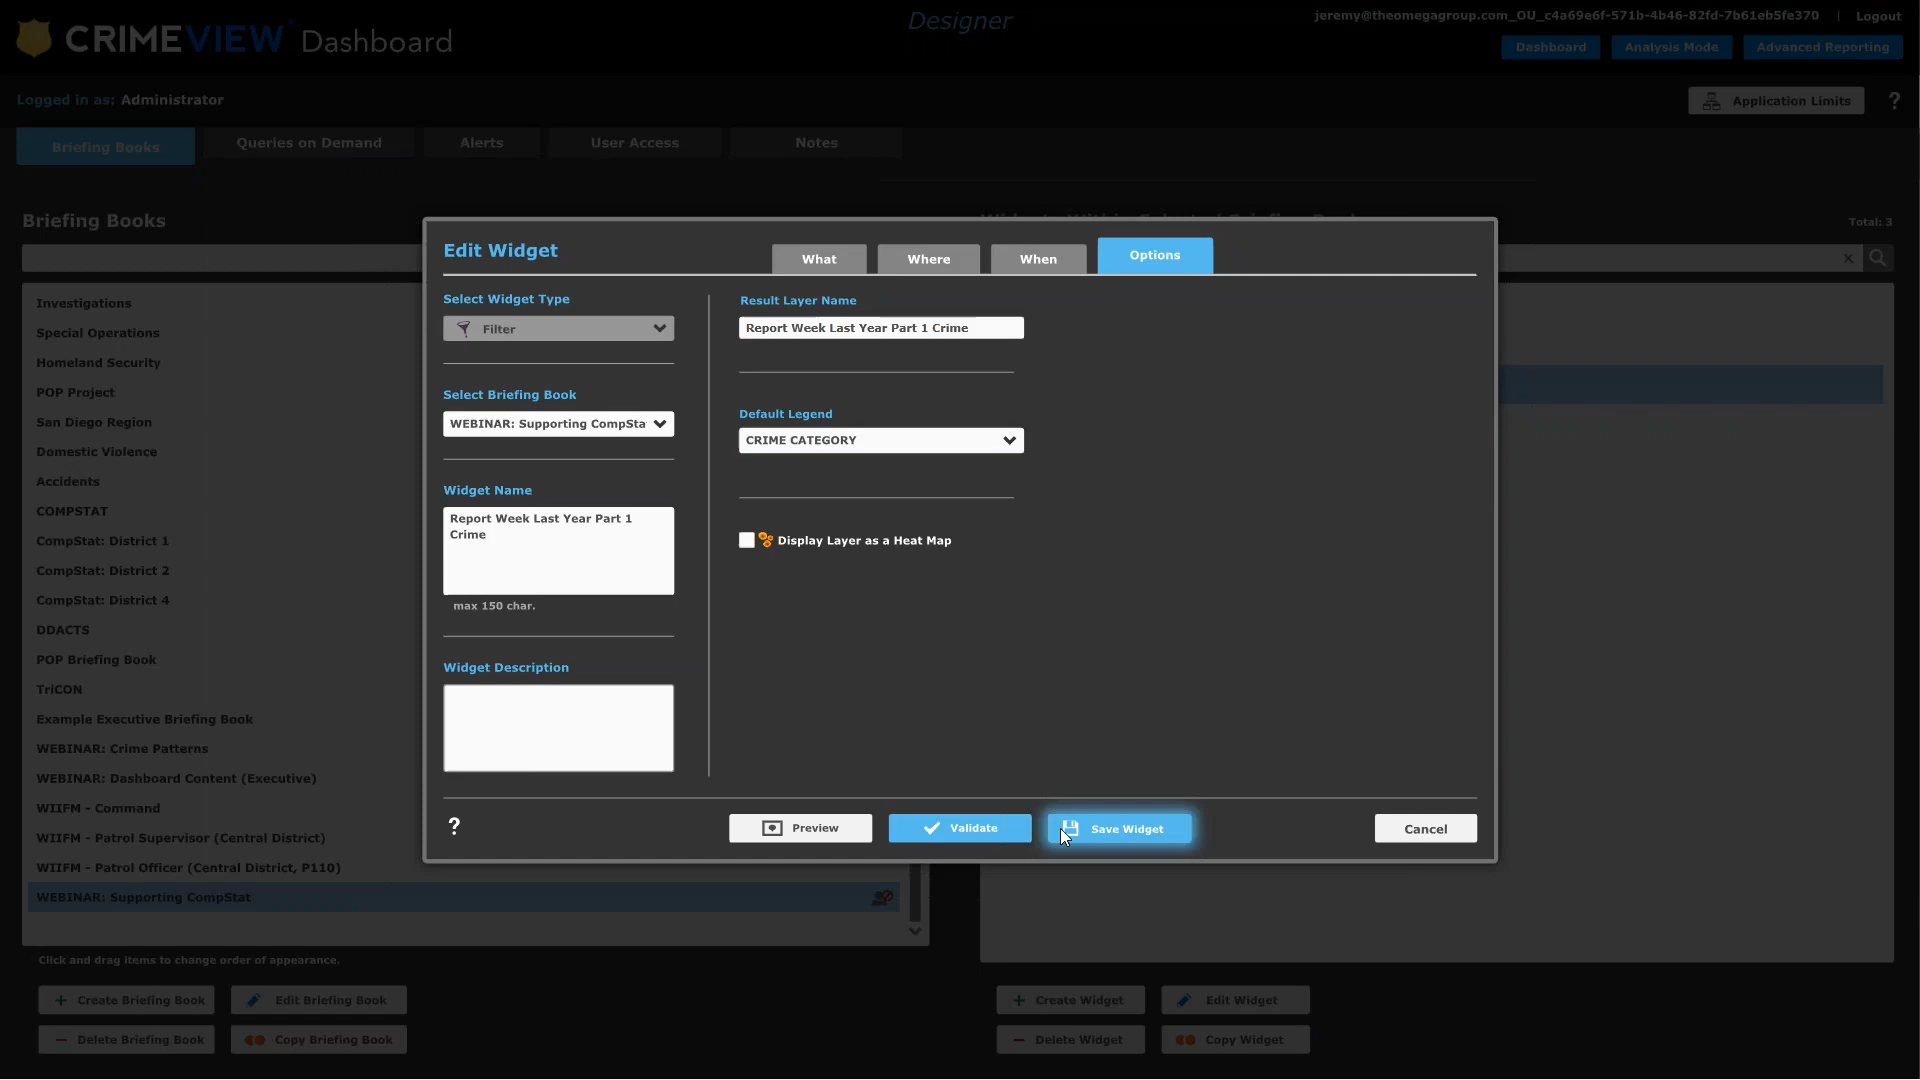 Designer
jeremy@theomegagroup.com_OU_c4a69e6f-571b-4b46-82fd-7b61eb5fe370 | Logout
CRIMEVIEW Dashboard
Dashboard
Analysis Mode
Advanced Reporting
Logged in as: Administrator
Application Limits
?
Briefing Books
Queries on Demand
Alerts
User Access
Notes
Briefing Books
Total: 3
Investigations
Special Operations
Homeland Security
POP Project
San Diego Region
Domestic Violence
Accidents
COMPSTAT
CompStat: District 1
CompStat: District 2
CompStat: District 4
DDACTS
POP Briefing Book
TriCON
Example Executive Briefing Book
WEBINAR: Crime Patterns
WEBINAR: Dashboard Content (Executive)
WIIFM - Command
WIIFM - Patrol Supervisor (Central District)
WIIFM - Patrol Officer (Central District, P110)
WEBINAR: Supporting CompStat
Click and drag items to change order of appearance.
Create Briefing Book
Edit Briefing Book
Delete Briefing Book
Copy Briefing Book
Edit Widget
What
Where
When
Options
Select Widget Type
Filter
Select Briefing Book
WEBINAR: Supporting CompSta
Widget Name
Report Week Last Year Part 1
Crime
max 150 char.
Widget Description
Result Layer Name
Report Week Last Year Part 1 Crime
Default Legend
CRIME CATEGORY
Display Layer as a Heat Map
?
Preview
Validate
Save Widget
Cancel
Create Widget
Edit Widget
Delete Widget
Copy Widget